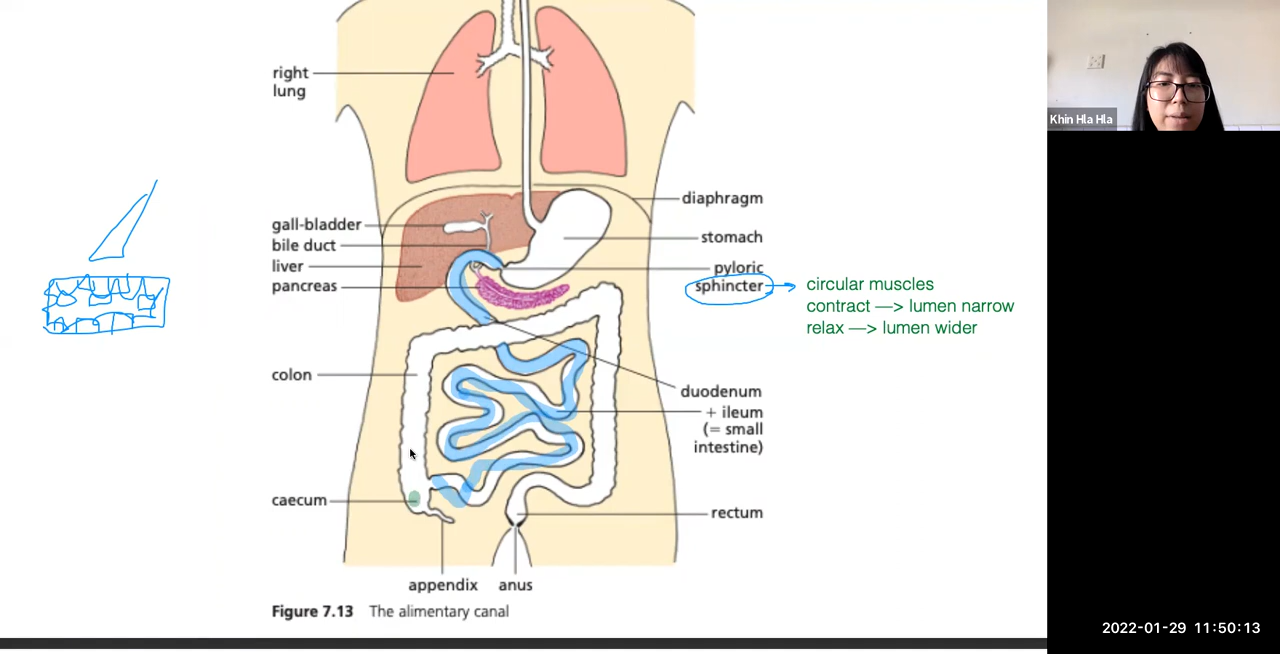 right
lung
gall-bladder
bile duct
liver
pancreas
colon
caecum
diaphragm
stomach
pyloric
sphincter
circular muscles
contract —> lumen narrow
relax —> lumen wider
duodenum
+ ileum
(= small
intestine)
rectum
appendix
anus
Figure 7.13 The alimentary canal
Khin Hla Hla
2022-01-29 11:50:13